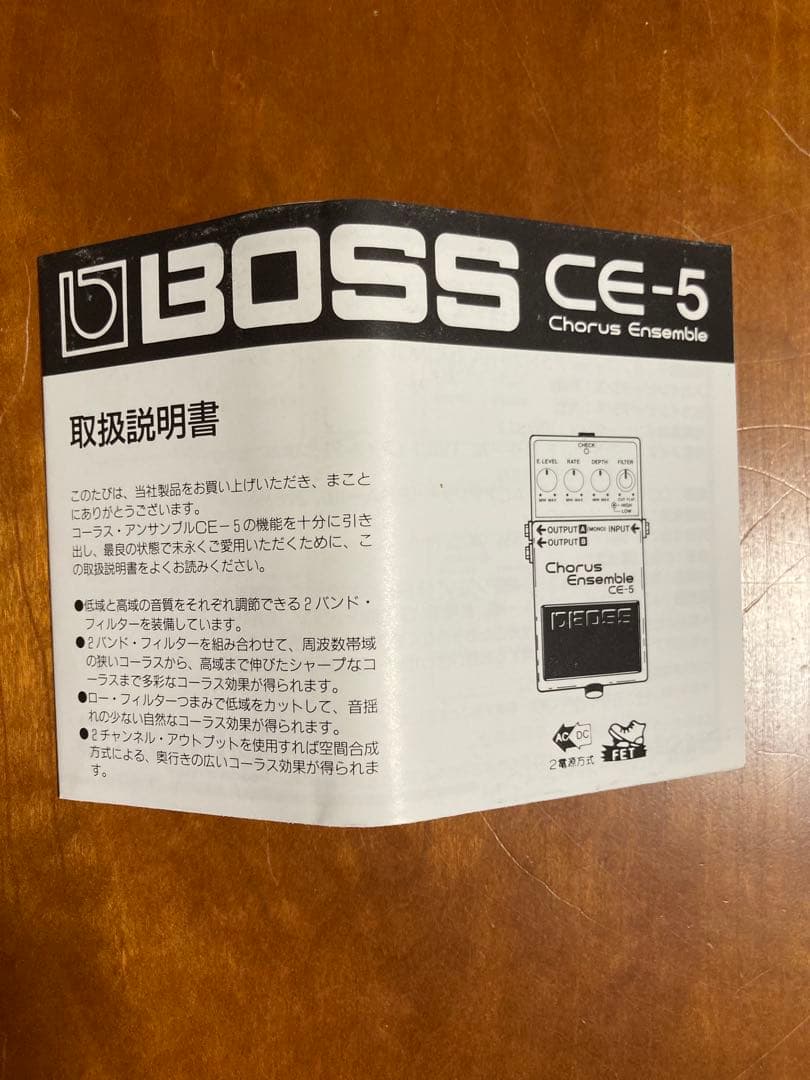 BOSS
CE-5
Chorus Ensemble
取扱説明書
このたびは、当社製品をお買い上げいただき、まこと
にありがとうございます。
コーラス・アンサンブルCE−5の機能を十分に引き
出し、最良の状態で末永くご愛用いただくために、こ
の取扱説明書をよくお読みください。
●低域と高域の音質をそれぞれ調節できる2バンド・
フィルターを装備しています。
●2バンド・フィルターを組み合わせて、周波数帯域
の狭いコーラスから、高域まで伸びたシャープなコ
ーラスまで多彩なコーラス効果が得られます。
●ロー・フィルターつまみで低域をカットして、音揺
れの少ない自然なコーラス効果が得られます。
●2チャンネル・アウトプットを使用すれば空間合成
方式による、奥行きの広いコーラス効果が得られま
す。
CHECK
E.LEVEL RATE DEPTH FILTER
MIN MAX MIN MAX MIN MAX CUT FLAT
HIGH
LOW
←OUTPUT A (MONO) INPUT←
←OUTPUT B
Chorus
Ensemble
CE-5
BOSS
AC DC
2電源方式
FET